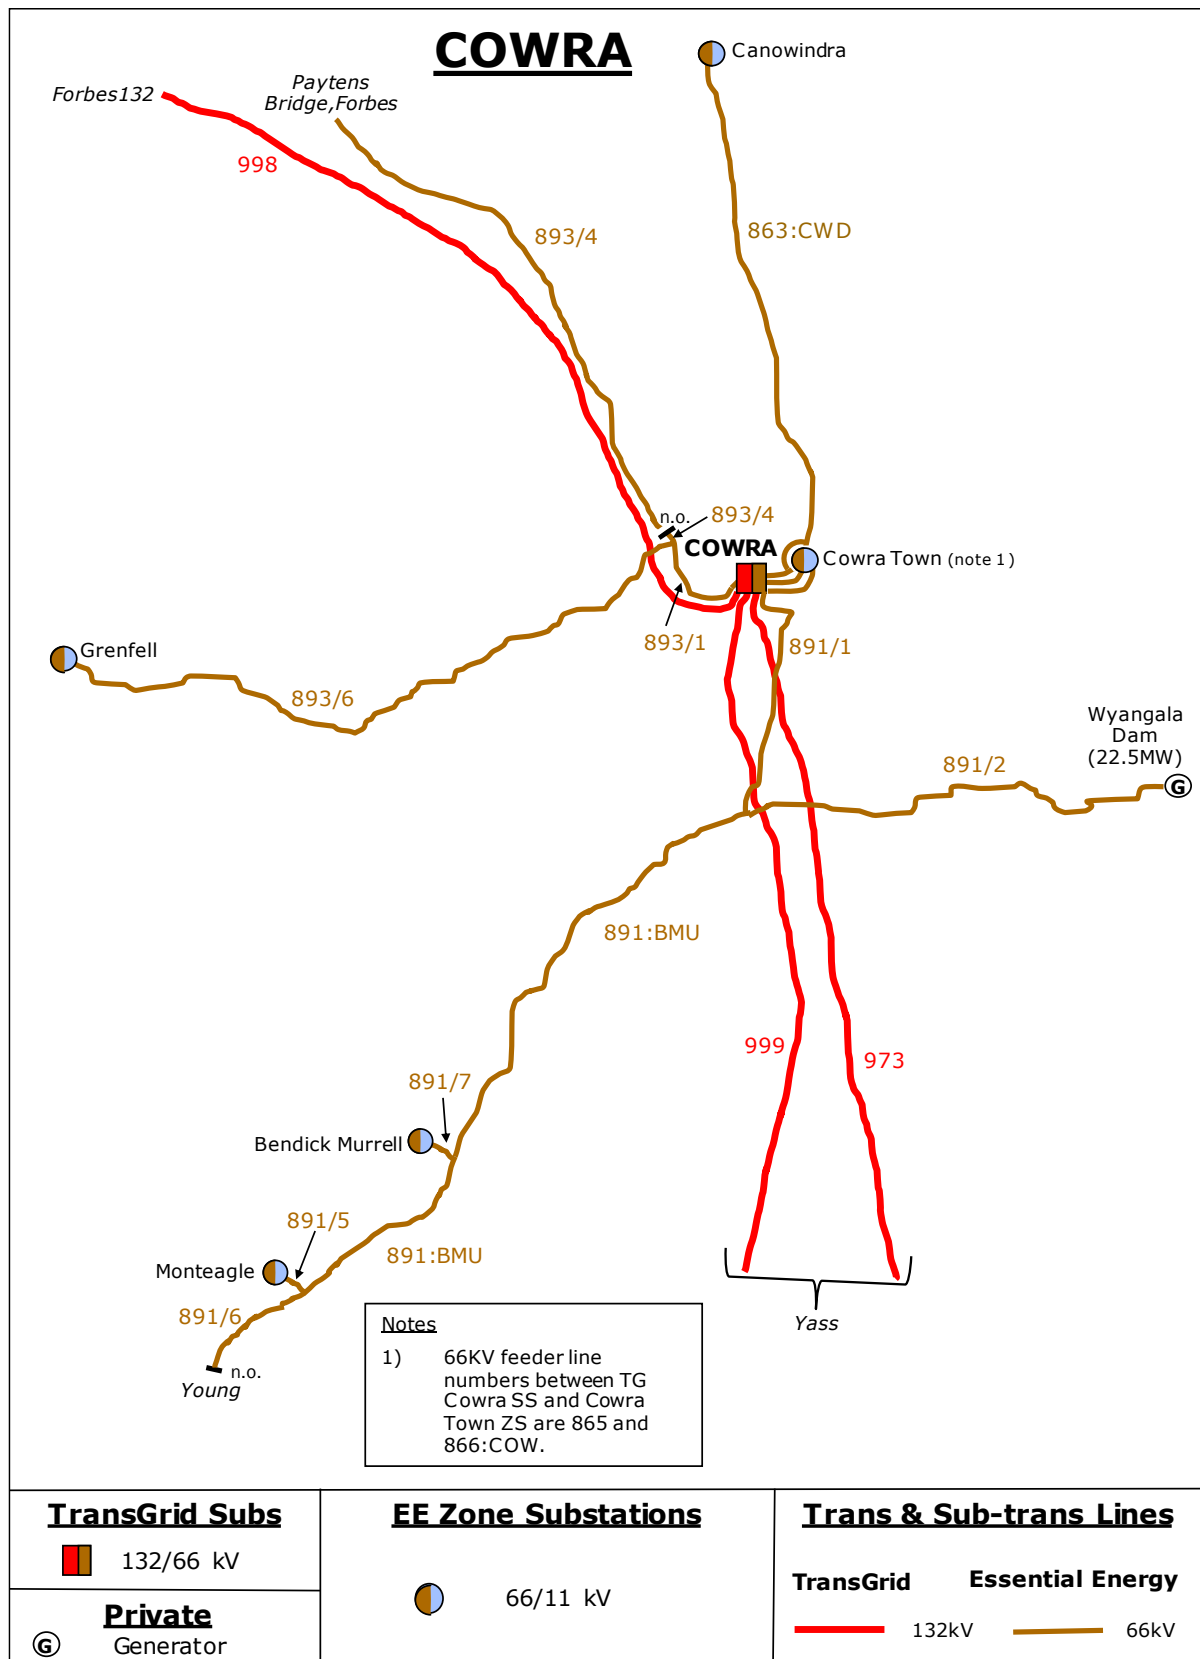 COWRA
Canowindra
Forbes132
Paytens
Bridge,Forbes
998
893/4
863:CWD
n.o.
893/4
COWRA
Cowra Town (note 1)
893/1
891/1
Grenfell
893/6
Wyangala
Dam
(22.5MW)
891/2
G
891:BMU
999
973
891/7
Bendick Murrell
891/5
Monteagle
891:BMU
891/6
n.o.
Young
Yass
Notes
1) 66KV feeder line
numbers between TG
Cowra SS and Cowra
Town ZS are 865 and
866:COW.
TransGrid Subs
132/66 kV
Private
G Generator
EE Zone Substations
66/11 kV
Trans & Sub-trans Lines
TransGrid Essential Energy
132kV 66kV